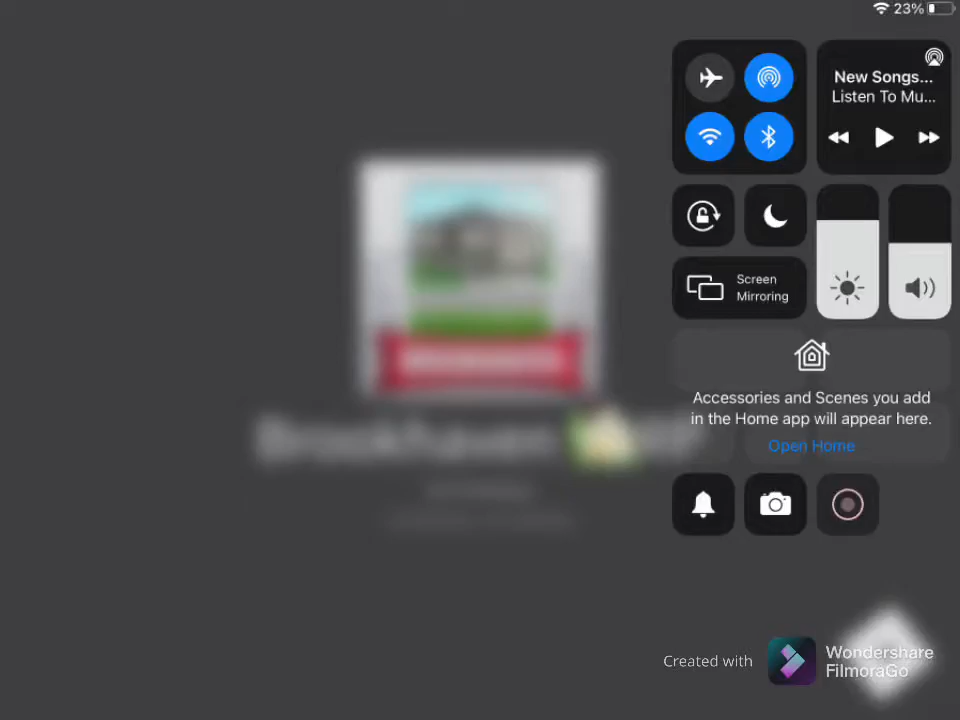 23%
New Songs...
Listen To Mu...
Screen
Mirroring
Accessories and Scenes you add
in the Home app will appear here.
Open Home
Brookhaven
Created with
Wondershare
FilmoraGo